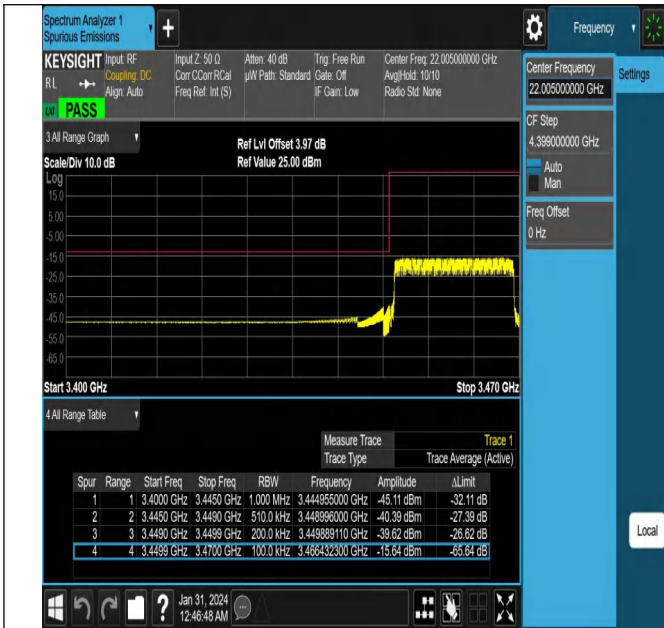 Spectrum Analyzer 1
Spurious Emissions
+
Frequency
KEYSIGHT Input: RF Input Z: 50 Ω Atten: 40 dB Trig: Free Run Center Freq: 22.005000000 GHz
RL Coupling: DC Corr CCorr RCal µW Path: Standard Gate: Off Avg|Hold: 10/10
Align: Auto Freq Ref: Int (S) IF Gain: Low Radio Std: None
PASS
3 All Range Graph
Ref Lvl Offset 3.97 dB
Scale/Div 10.0 dB Ref Value 25.00 dBm
Log
15.0
5.00
-5.00
-15.0
-25.0
-35.0
-45.0
-55.0
-65.0
Start 3.400 GHz Stop 3.470 GHz
4 All Range Table
Measure Trace Trace 1
Trace Type Trace Average (Active)
Spur Range Start Freq Stop Freq RBW Frequency Amplitude ΔLimit
1 1 3.4000 GHz 3.4450 GHz 1.000 MHz 3.444955000 GHz -45.11 dBm -32.11 dB
2 2 3.4450 GHz 3.4490 GHz 510.0 kHz 3.448996000 GHz -40.39 dBm -27.39 dB
3 3 3.4490 GHz 3.4499 GHz 200.0 kHz 3.449889110 GHz -39.62 dBm -26.62 dB
4 4 3.4499 GHz 3.4700 GHz 100.0 kHz 3.466432300 GHz -15.64 dBm -65.64 dB
Center Frequency
22.005000000 GHz
Settings
CF Step
4.399000000 GHz
Auto
Man
Freq Offset
0 Hz
Local
?
Jan 31, 2024
12:46:48 AM